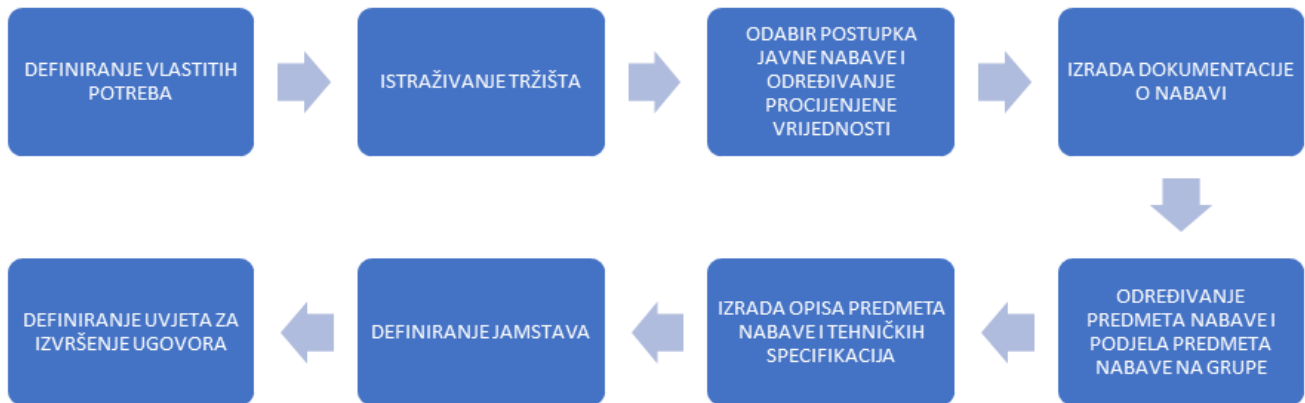 DEFINIRANJE VLASTITIH
POTREBA
ISTRAŽIVANJE TRŽIŠTA
ODABIR POSTUPKA
JAVNE NABAVE I
ODREĐIVANJE
PROCIJENJENE
VRIJEDNOSTI
IZRADA DOKUMENTACIJE
O NABAVI
ODREĐIVANJE
PREDMETA NABAVE I
PODJELA PREDMETA
NABAVE NA GRUPE
IZRADA OPISA PREDMETA
NABAVE I TEHNIČKIH
SPECIFIKACIJA
DEFINIRANJE JAMSTAVA
DEFINIRANJE UVJETA ZA
IZVRŠENJE UGOVORA